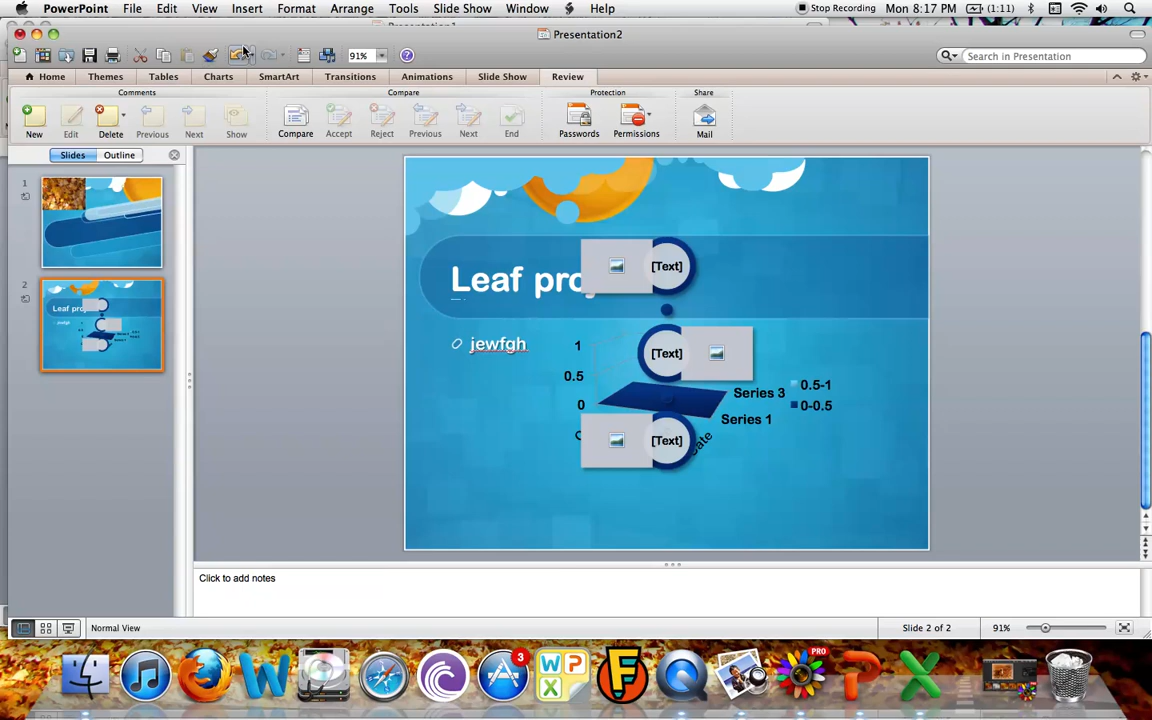 PowerPoint File Edit View Insert Format Arrange Tools Slide Show Window Help
Stop Recording Mon 8:17 PM (1:11)
Presentation1
Presentation2
91%
Search in Presentation
Home Themes Tables Charts SmartArt Transitions Animations Slide Show Review
Comments Compare Protection Share
New Edit Delete Previous Next Show Compare Accept Reject Previous Next End Passwords Permissions Mail
Slides Outline
1
2
Leaf proj
jewfgh
[Text]
[Text]
[Text]
1
0.5
0
Series 3
Series 1
0.5-1
0-0.5
Click to add notes
Normal View Slide 2 of 2 91%
3
W
P
X
PRO